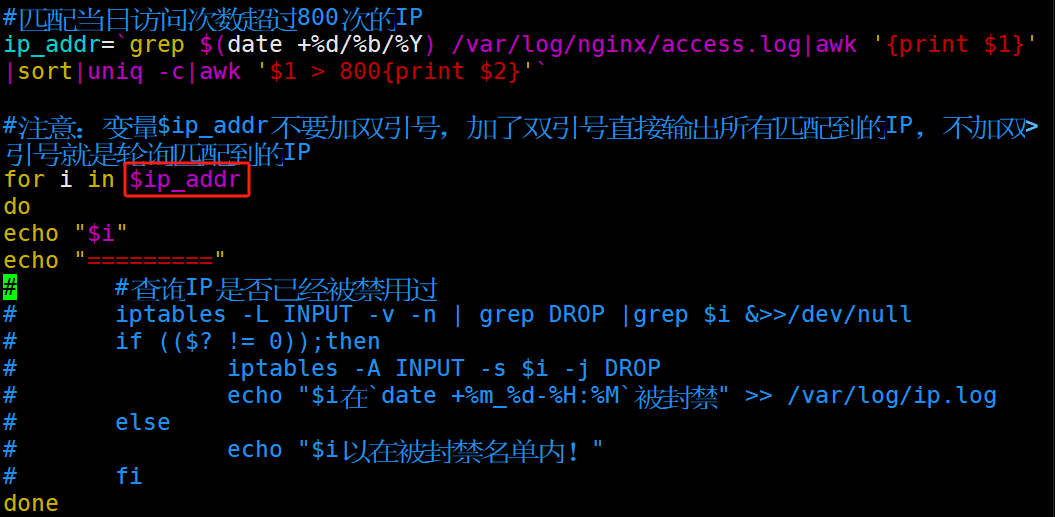 #匹配当日访问次数超过800次的IP
ip_addr=`grep $(date +%d/%b/%Y) /var/log/nginx/access.log|awk '{print $1}'
|sort|uniq -c|awk '$1 > 800{print $2}'`
#注意：变量$ip_addr不要加双引号，加了双引号直接输出所有匹配到的IP，不加双>
引号就是轮询匹配到的IP
for i in $ip_addr
do
echo "$i"
echo "========="
#       #查询IP是否已经被禁用过
#       iptables -L INPUT -v -n | grep DROP |grep $i &>>/dev/null
#       if (($? != 0));then
#               iptables -A INPUT -s $i -j DROP
#               echo "$i在`date +%m_%d-%H:%M`被封禁" >> /var/log/ip.log
#       else
#               echo "$i以在被封禁名单内！"
#       fi
done